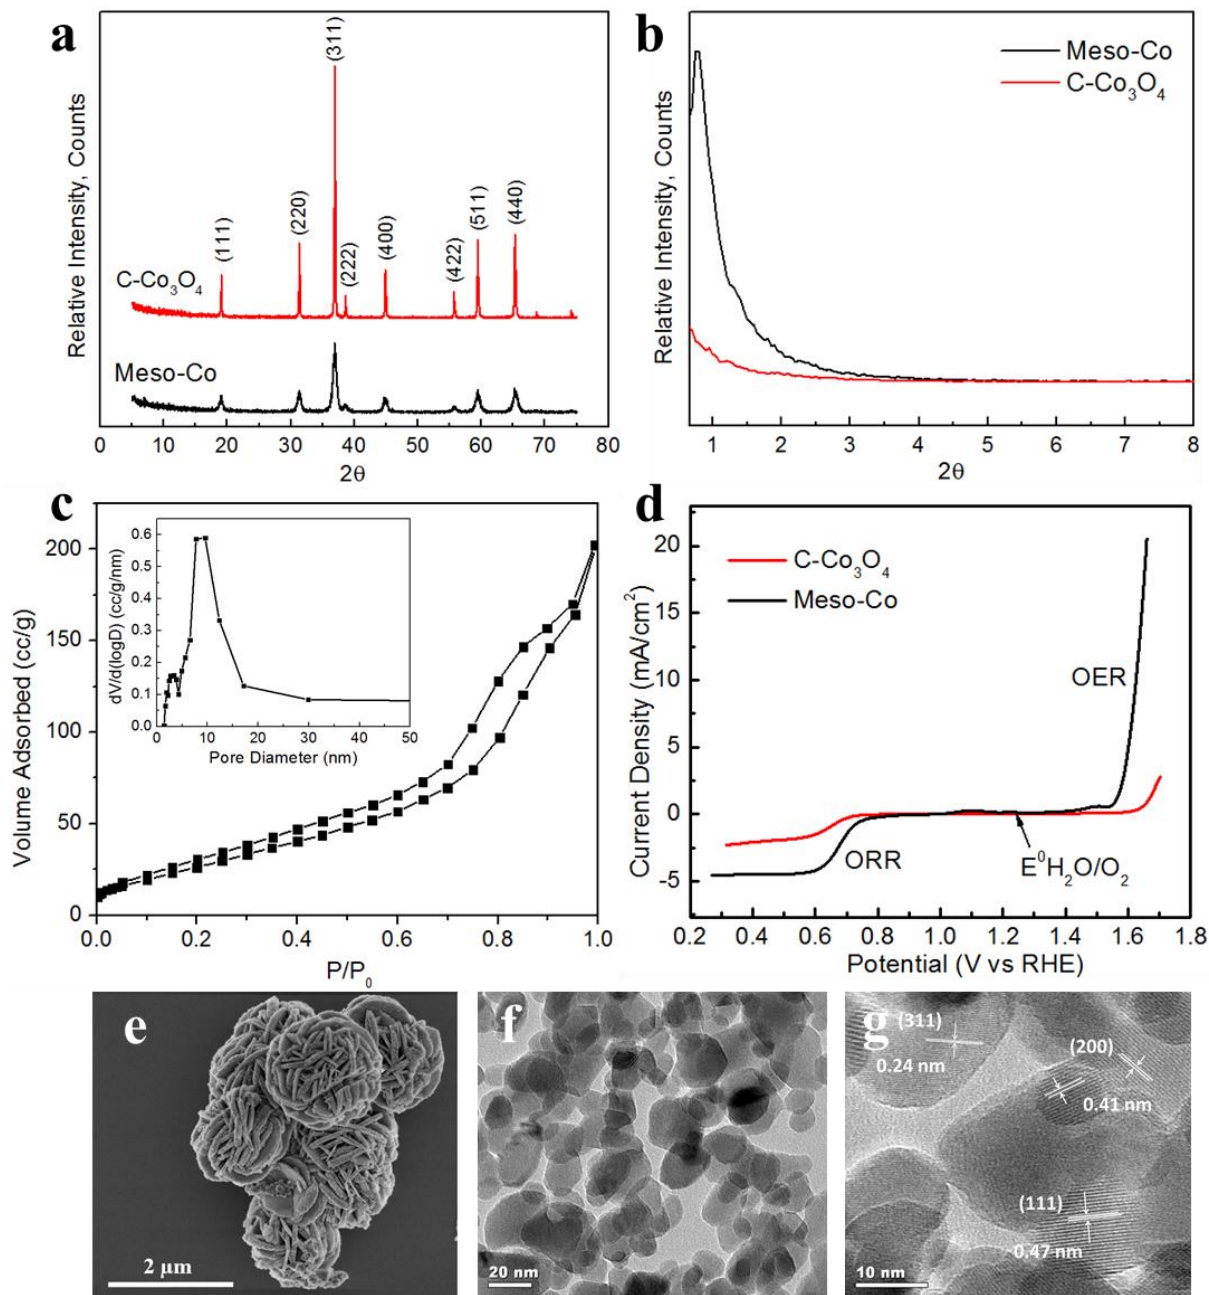 a
Relative Intensity, Counts
(111)
(220)
(311)
(222)
(400)
(422)
(511)
(440)
C-Co₃O₄
Meso-Co
0 10 20 30 40 50 60 70 80
2θ
b
Relative Intensity, Counts
Meso-Co
C-Co₃O₄
1 2 3 4 5 6 7 8
2θ
c
Volume Adsorbed (cc/g)
200
150
100
50
0
0.0 0.2 0.4 0.6 0.8 1.0
P/P₀
dV/d(logD) (cc/g/nm)
0.6
0.5
0.4
0.3
0.2
0.1
0.0
0 10 20 30 40 50
Pore Diameter (nm)
d
Current Density (mA/cm²)
20
15
10
5
0
-5
C-Co₃O₄
Meso-Co
OER
ORR
E⁰H₂O/O₂
0.2 0.4 0.6 0.8 1.0 1.2 1.4 1.6 1.8
Potential (V vs RHE)
e
2 μm
f
20 nm
g
(311)
0.24 nm
(200)
0.41 nm
(111)
0.47 nm
10 nm